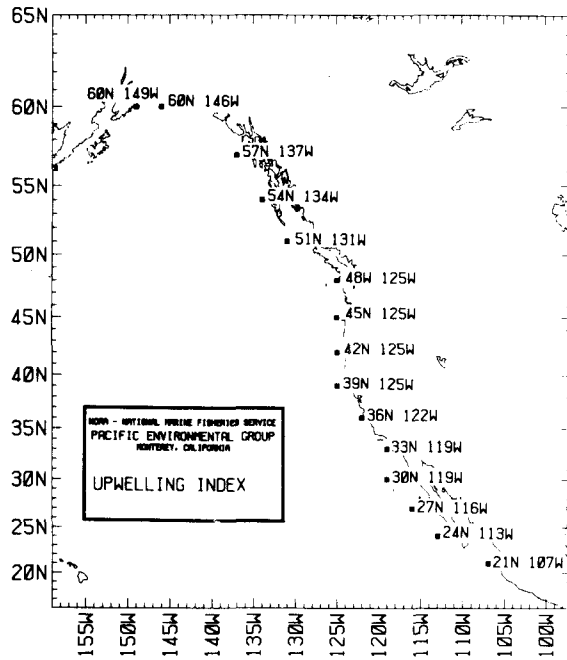 65N
60N 149W
60N 146W
60N
57N 137W
55N
54N 134W
51N 131W
50N
48W 125W
45N
45N 125W
42N 125W
40N
39N 125W
36N 122W
NOAA - NATIONAL MARINE FISHERIES SERVICE
PACIFIC ENVIRONMENTAL GROUP
MONTEREY, CALIFORNIA
UPWELLING INDEX
35N
33N 119W
30N
30N 119W
27N 116W
25N
24N 113W
21N 107W
20N
155W
150W
145W
140W
135W
130W
125W
120W
115W
110W
105W
100W